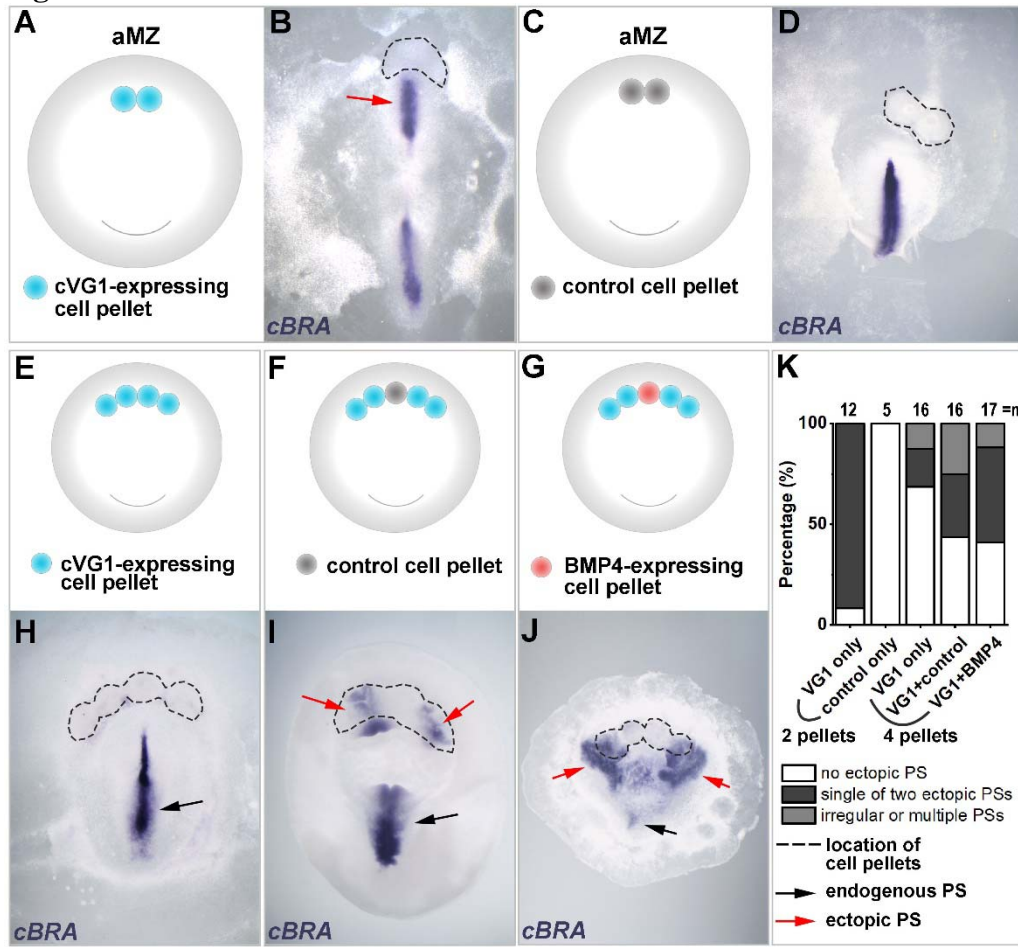 A
aMZ
cVG1-expressing
cell pellet
B
cBRA
C
aMZ
control cell pellet
D
cBRA
E
cVG1-expressing
cell pellet
F
control cell pellet
G
BMP4-expressing
cell pellet
H
cBRA
I
J
cBRA
K
12 5 16 16 17 =n
Percentage (%)
100
50
0
VG1 only
control only
VG1 only
VG1+control
VG1+BMP4
2 pellets
4 pellets
no ectopic PS
single of two ectopic PSs
irregular or multiple PSs
location of
cell pellets
endogenous PS
ectopic PS